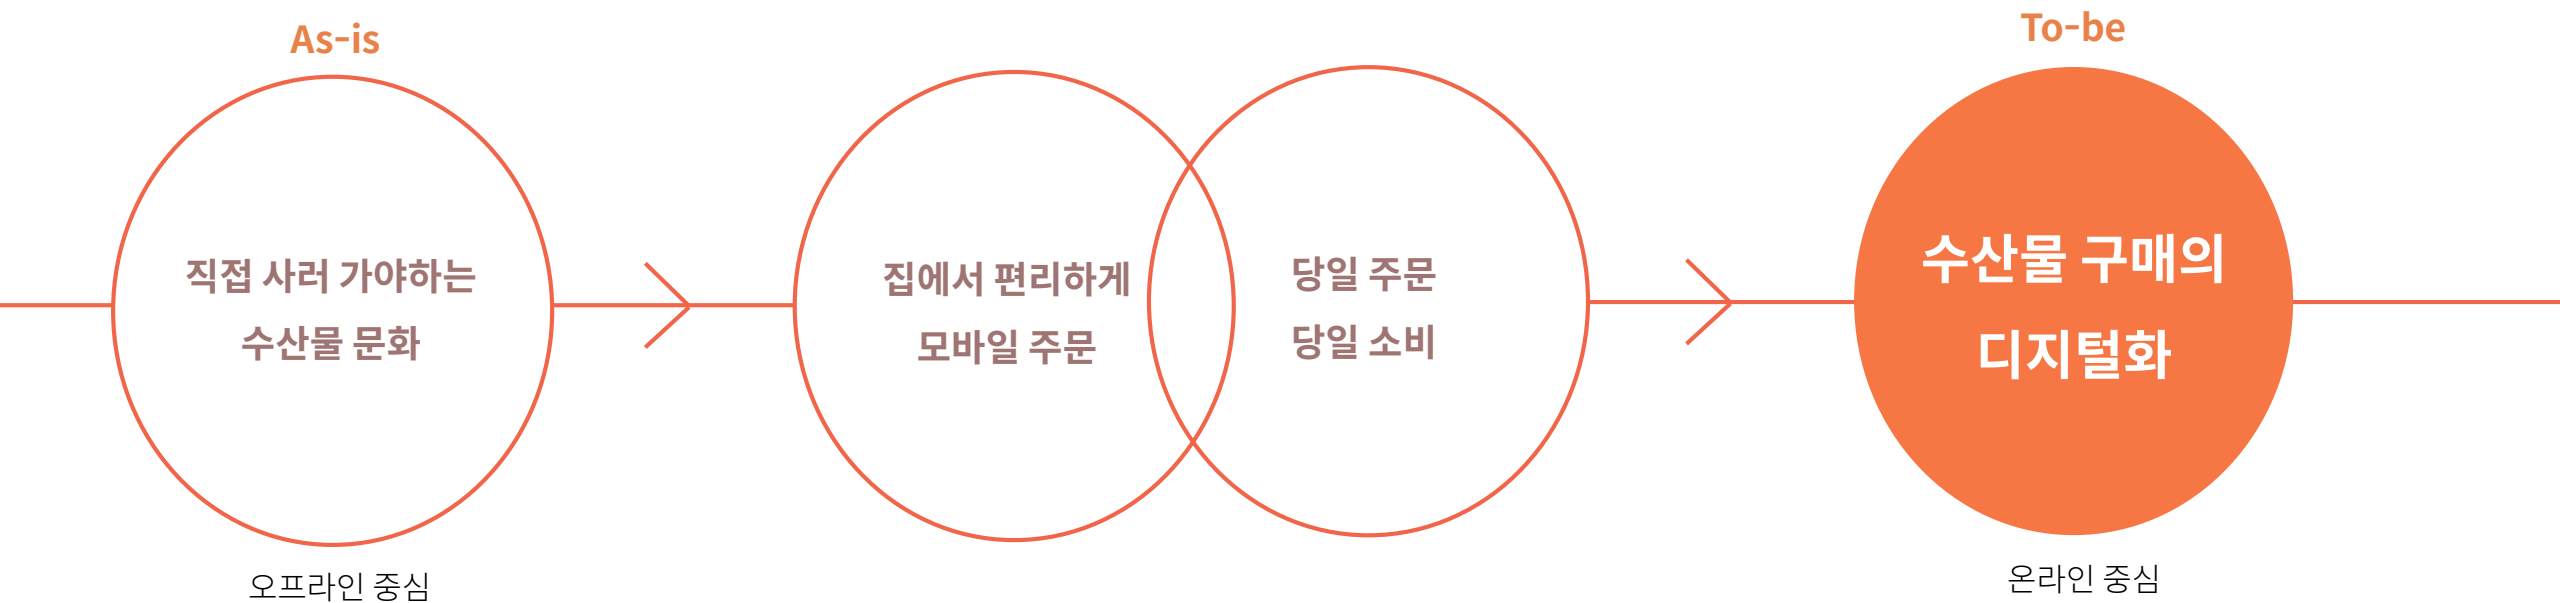 As-is
직접 사러 가야하는
수산물 문화
오프라인 중심
집에서 편리하게
모바일 주문
당일 주문
당일 소비
To-be
수산물 구매의
디지털화
온라인 중심